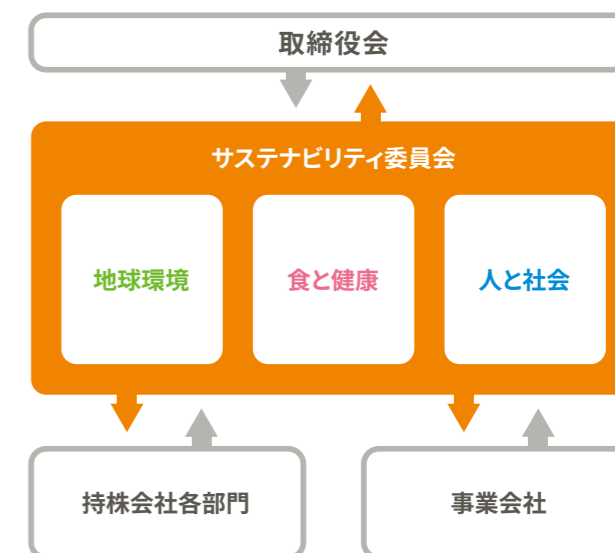 取締役会
サステナビリティ委員会
地球環境
食と健康
人と社会
持株会社各部門
事業会社